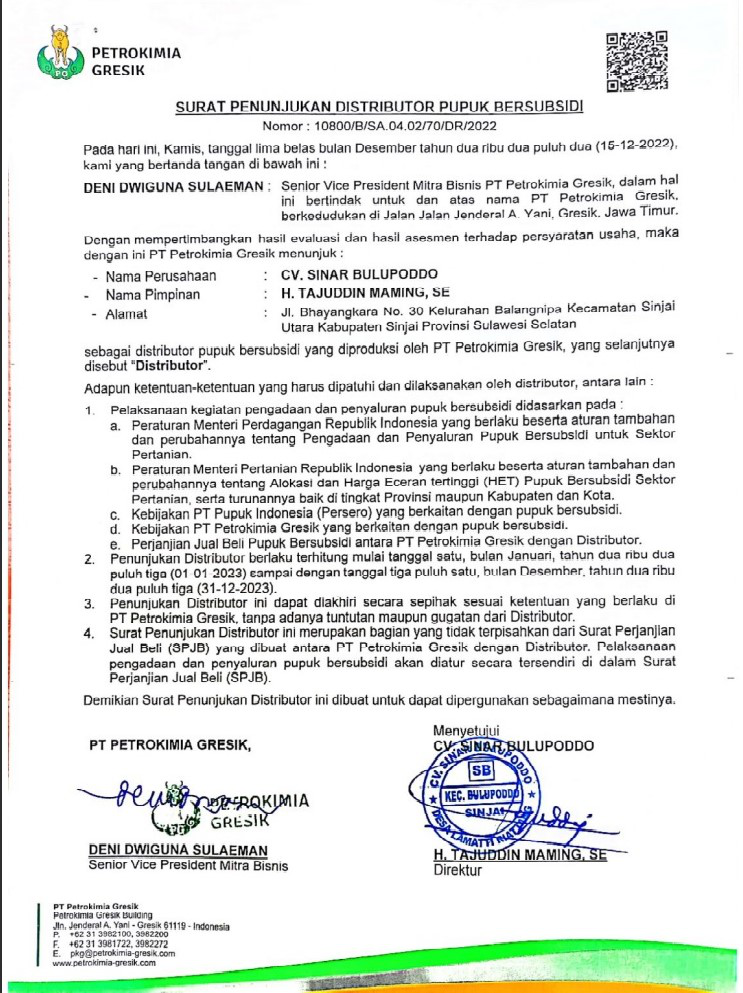 PETROKIMIA
GRESIK
SURAT PENUNJUKAN DISTRIBUTOR PUPUK BERSUBSIDI
Nomor : 10800/B/SA.04.02/70/DR/2022
Pada hari ini, Kamis, tanggal lima belas bulan Desember tahun dua ribu dua puluh dua (15-12-2022),
kami yang bertanda tangan di bawah ini :
DENI DWIGUNA SULAEMAN : Senior Vice President Mitra Bisnis PT Petrokimia Gresik, dalam hal
ini bertindak untuk dan atas nama PT Petrokimia Gresik,
berkedudukan di Jalan Jalan Jenderal A. Yani, Gresik. Jawa Timur.
Dengan mempertimbangkan hasil evaluasi dan hasil asesmen terhadap persyaratan usaha, maka
dengan ini PT Petrokimia Gresik menunjuk :
- Nama Perusahaan : CV. SINAR BULUPODDO
- Nama Pimpinan : H. TAJUDDIN MAMING, SE
- Alamat : Jl. Bhayangkara No. 30 Kelurahan Balangnipa Kecamatan Sinjai
Utara Kabupaten Sinjai Provinsi Sulawesi Selatan
sebagai distributor pupuk bersubsidi yang diproduksi oleh PT Petrokimia Gresik, yang selanjutnya
disebut "Distributor".
Adapun ketentuan-ketentuan yang harus dipatuhi dan dilaksanakan oleh distributor, antara lain :
1. Pelaksanaan kegiatan pengadaan dan penyaluran pupuk bersubsidi didasarkan pada :
a. Peraturan Menteri Perdagangan Republik Indonesia yang berlaku beserta aturan tambahan
dan perubahannya tentang Pengadaan dan Penyaluran Pupuk Bersubsidi untuk Sektor
Pertanian.
b. Peraturan Menteri Pertanian Republik Indonesia yang berlaku beserta aturan tambahan dan
perubahannya tentang Alokasi dan Harga Eceran tertinggi (HET) Pupuk Bersubsidi Sektor
Pertanian, serta turunannya baik di tingkat Provinsi maupun Kabupaten dan Kota.
c. Kebijakan PT Pupuk Indonesia (Persero) yang berkaitan dengan pupuk bersubsidi.
d. Kebijakan PT Petrokimia Gresik yang berkaitan dengan pupuk bersubsidi.
e. Perjanjian Jual Beli Pupuk Bersubsidi antara PT Petrokimia Gresik dengan Distributor.
2. Penunjukan Distributor berlaku terhitung mulai tanggal satu, bulan Januari, tahun dua ribu dua
puluh tiga (01-01-2023) sampai dengan tanggal tiga puluh satu, bulan Desember, tahun dua ribu
dua puluh tiga (31-12-2023).
3. Penunjukan Distributor ini dapat diakhiri secara sepihak sesuai ketentuan yang berlaku di
PT Petrokimia Gresik, tanpa adanya tuntutan maupun gugatan dari Distributor.
4. Surat Penunjukan Distributor ini merupakan bagian yang tidak terpisahkan dari Surat Perjanjian
Jual Beli (SPJB) yang dibuat antara PT Petrokimia Gresik dengan Distributor. Pelaksanaan
pengadaan dan penyaluran pupuk bersubsidi akan diatur secara tersendiri di dalam Surat
Perjanjian Jual Beli (SPJB).
Demikian Surat Penunjukan Distributor ini dibuat untuk dapat dipergunakan sebagaimana mestinya.
Menyetujui
PT PETROKIMIA GRESIK,
CV. SINAR BULUPODDO
CV. SINAR BULUPODDO
SB
KEC. BULUPODDO
SINJAI
PETROKIMIA
GRESIK
DENI DWIGUNA SULAEMAN
Senior Vice President Mitra Bisnis
H. TAJUDDIN MAMING, SE
Direktur
PT Petrokimia Gresik
Petrokimia Gresik Building
Jln. Jenderal A. Yani - Gresik 61119 - Indonesia
P. +62 31 3982100, 3982200
F. +62 31 3981722, 3982272
E. pkg@petrokimia-gresik.com
www.petrokimia-gresik.com